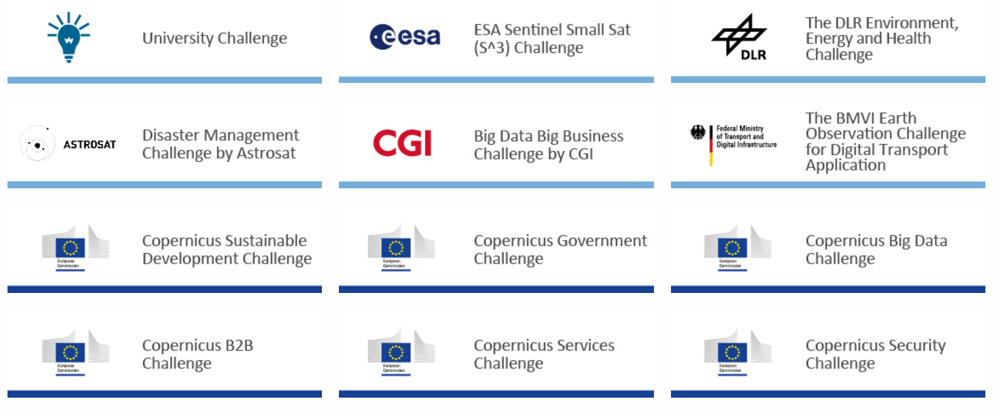 University Challenge
esa
ESA Sentinel Small Sat
(S^3) Challenge
DLR
The DLR Environment,
Energy and Health
Challenge
ASTROSAT
Disaster Management
Challenge by Astrosat
CGI
Big Data Big Business
Challenge by CGI
Federal Ministry
of Transport and
Digital Infrastructure
The BMVI Earth
Observation Challenge
for Digital Transport
Application
European
Commission
Copernicus Sustainable
Development Challenge
European
Commission
Copernicus Government
Challenge
European
Commission
Copernicus Big Data
Challenge
European
Commission
Copernicus B2B
Challenge
European
Commission
Copernicus Services
Challenge
European
Commission
Copernicus Security
Challenge